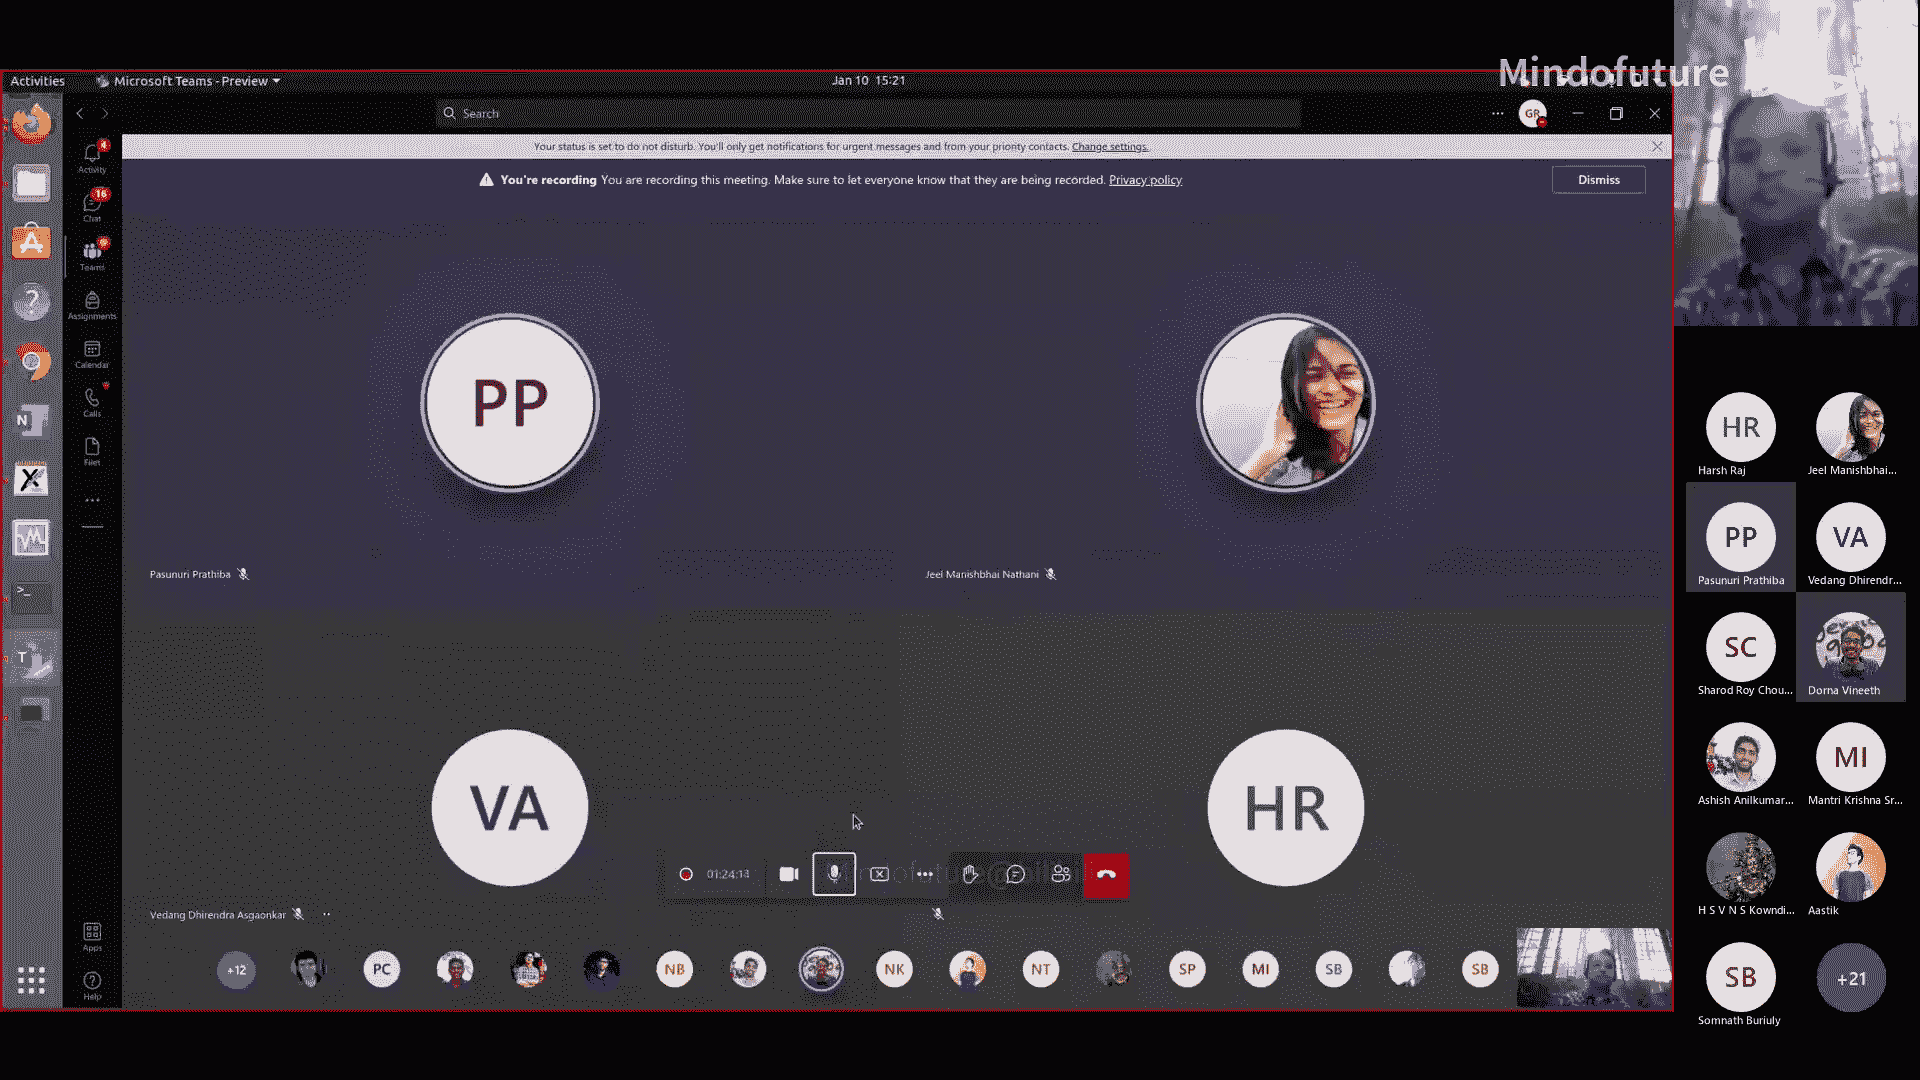 Mindofuture
Activities
Microsoft Teams - Preview
Jan 10 15:21
Search
GR
Your status is set to do not disturb. You'll only get notifications for urgent messages and from your priority contacts. Change settings.
You're recording You are recording this meeting. Make sure to let everyone know that they are being recorded. Privacy policy
Dismiss
4
Activity
16
Chat
Teams
Assignments
Calendar
Calls
Files
Apps
Help
PP
Pasunuri Prathiba
Jeel Manishbhai Nathani
VA
HR
01:24:13
Vedang Dhirendra Asgaonkar
+12
PC
NB
NK
NT
SP
MI
SB
SB
HR
Harsh Raj
Jeel Manishbhai...
PP
Pasunuri Prathiba
VA
Vedang Dhirendr...
SC
Sharod Roy Chou...
Dorna Vineeth
Ashish Anilkumar...
MI
Mantri Krishna Sr...
H S V N S Kowndi...
Aastik
SB
Somnath Buriuly
+21